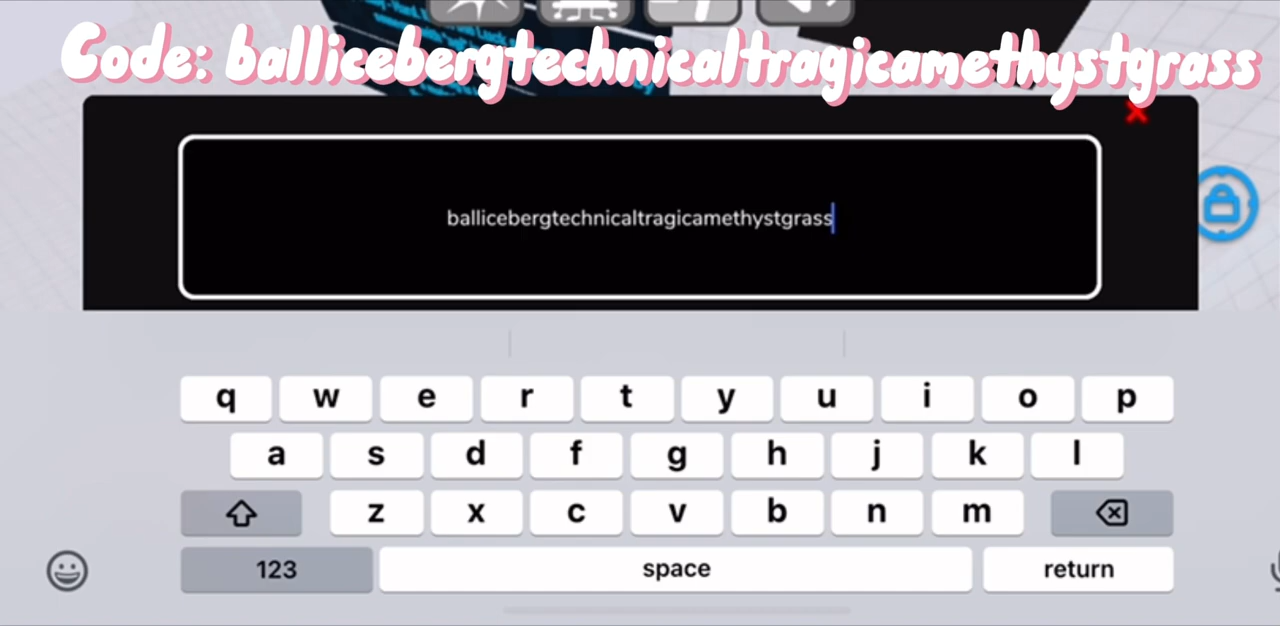 Code: ballicebergtechnicaltragicamethystgrass
ballicebergtechnicaltragicamethystgrass
q w e r t y u i o p
a s d f g h j k l
z x c v b n m
123 space return